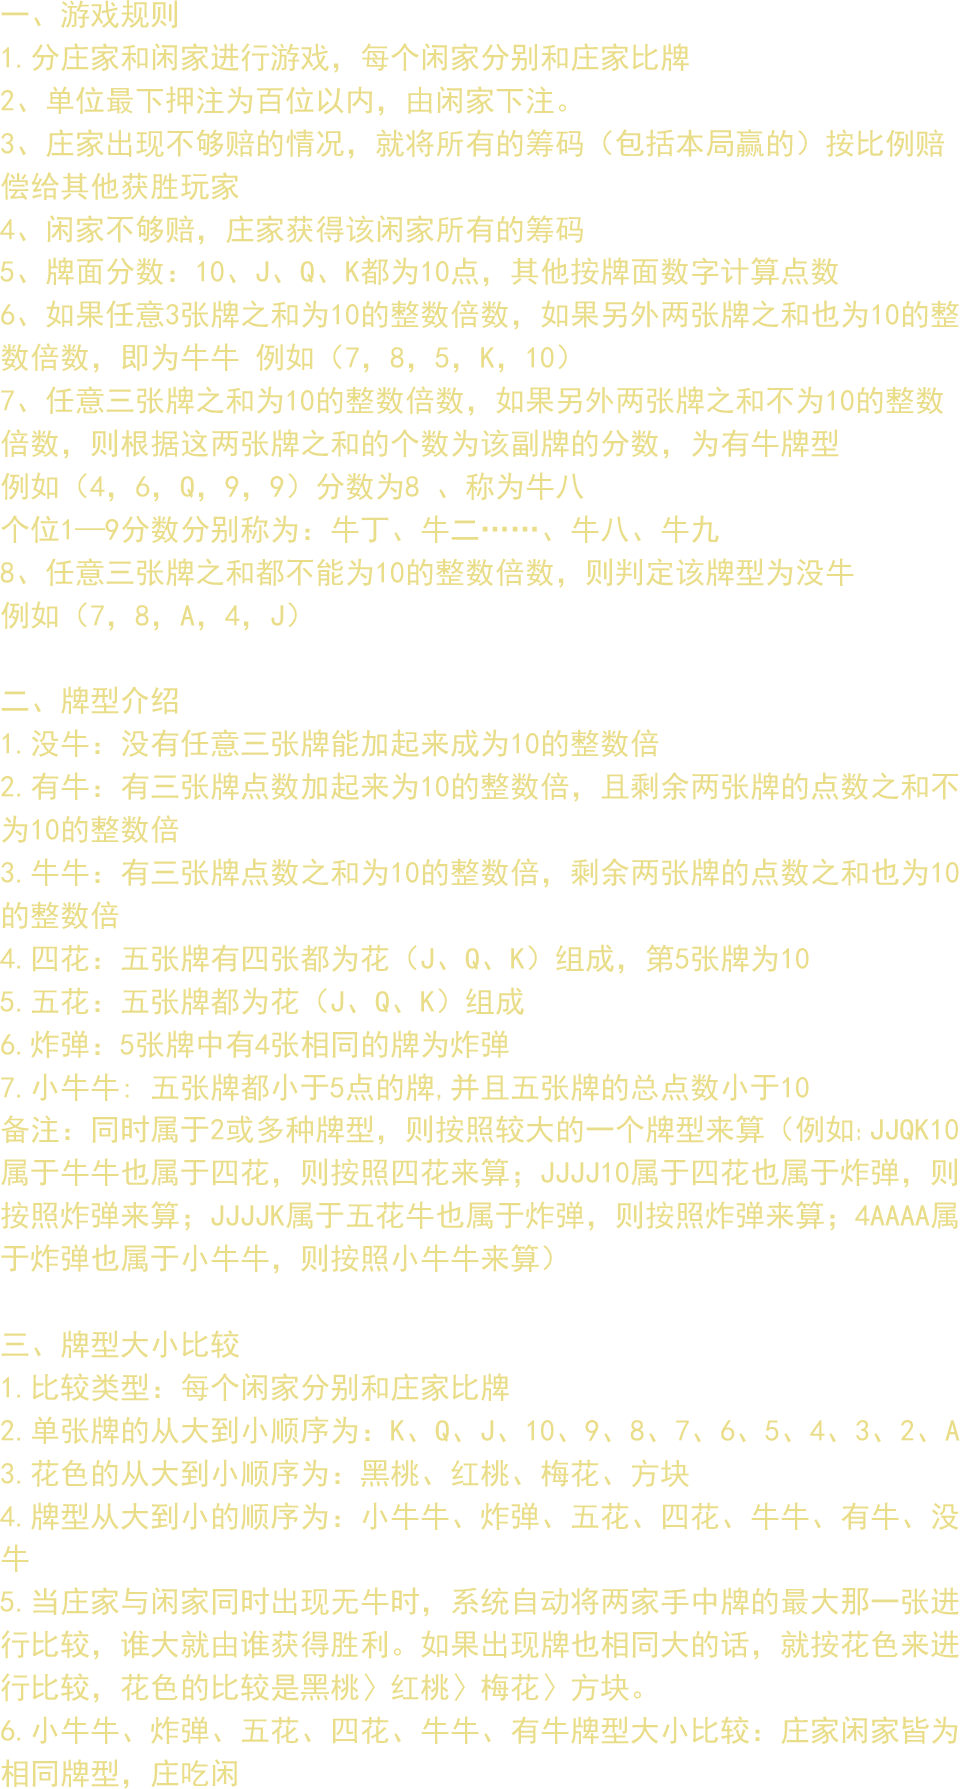 一、游戏规则
1.分庄家和闲家进行游戏，每个闲家分别和庄家比牌
2、单位最下押注为百位以内，由闲家下注。
3、庄家出现不够赔的情况，就将所有的筹码（包括本局赢的）按比例赔
偿给其他获胜玩家
4、闲家不够赔，庄家获得该闲家所有的筹码
5、牌面分数：10、J、Q、K都为10点，其他按牌面数字计算点数
6、如果任意3张牌之和为10的整数倍数，如果另外两张牌之和也为10的整
数倍数，即为牛牛 例如（7，8，5，K，10）
7、任意三张牌之和为10的整数倍数，如果另外两张牌之和不为10的整数
倍数，则根据这两张牌之和的个数为该副牌的分数，为有牛牌型
例如（4，6，Q，9，9）分数为8 、称为牛八
个位1—9分数分别称为：牛丁、牛二……、牛八、牛九
8、任意三张牌之和都不能为10的整数倍数，则判定该牌型为没牛
例如（7，8，A，4，J）
二、牌型介绍
1.没牛：没有任意三张牌能加起来成为10的整数倍
2.有牛：有三张牌点数加起来为10的整数倍，且剩余两张牌的点数之和不
为10的整数倍
3.牛牛：有三张牌点数之和为10的整数倍，剩余两张牌的点数之和也为10
的整数倍
4.四花：五张牌有四张都为花（J、Q、K）组成，第5张牌为10
5.五花：五张牌都为花（J、Q、K）组成
6.炸弹：5张牌中有4张相同的牌为炸弹
7.小牛牛: 五张牌都小于5点的牌,并且五张牌的总点数小于10
备注：同时属于2或多种牌型，则按照较大的一个牌型来算（例如:JJQK10
属于牛牛也属于四花，则按照四花来算；JJJJ10属于四花也属于炸弹，则
按照炸弹来算；JJJJK属于五花牛也属于炸弹，则按照炸弹来算；4AAAA属
于炸弹也属于小牛牛，则按照小牛牛来算）
三、牌型大小比较
1.比较类型：每个闲家分别和庄家比牌
2.单张牌的从大到小顺序为：K、Q、J、10、9、8、7、6、5、4、3、2、A
3.花色的从大到小顺序为：黑桃、红桃、梅花、方块
4.牌型从大到小的顺序为：小牛牛、炸弹、五花、四花、牛牛、有牛、没
牛
5.当庄家与闲家同时出现无牛时，系统自动将两家手中牌的最大那一张进
行比较，谁大就由谁获得胜利。如果出现牌也相同大的话，就按花色来进
行比较，花色的比较是黑桃〉红桃〉梅花〉方块。
6.小牛牛、炸弹、五花、四花、牛牛、有牛牌型大小比较：庄家闲家皆为
相同牌型，庄吃闲